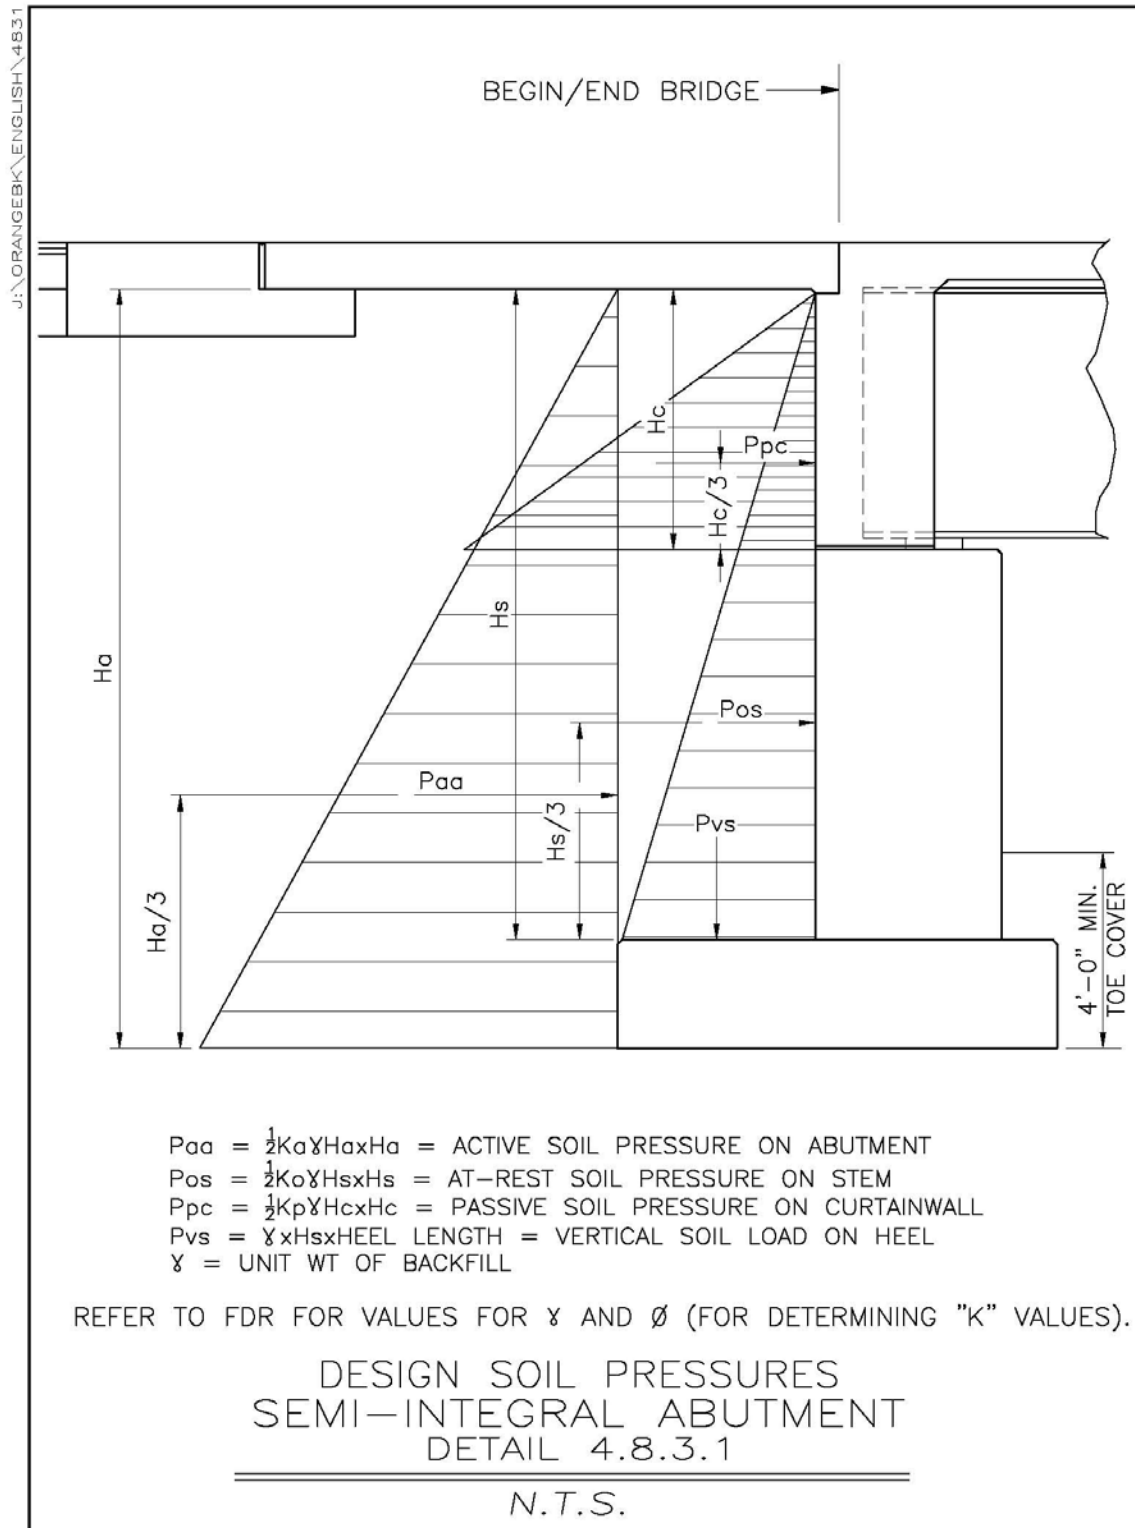 J:\ORANGEBK\ENGLISH\4831
BEGIN/END BRIDGE
Hc
Ppc
Hc/3
Hs
Ha
Pos
Paa
Hs/3
Pvs
Ha/3
4'-0" MIN.
TOE COVER
Paa = ½KaɣHaxHa = ACTIVE SOIL PRESSURE ON ABUTMENT
Pos = ½KoɣHsxHs = AT-REST SOIL PRESSURE ON STEM
Ppc = ½KpɣHcxHc = PASSIVE SOIL PRESSURE ON CURTAINWALL
Pvs = ɣxHsxHEEL LENGTH = VERTICAL SOIL LOAD ON HEEL
ɣ = UNIT WT OF BACKFILL
REFER TO FDR FOR VALUES FOR ɣ AND Ø (FOR DETERMINING "K" VALUES).
DESIGN SOIL PRESSURES
SEMI-INTEGRAL ABUTMENT
DETAIL 4.8.3.1
N.T.S.